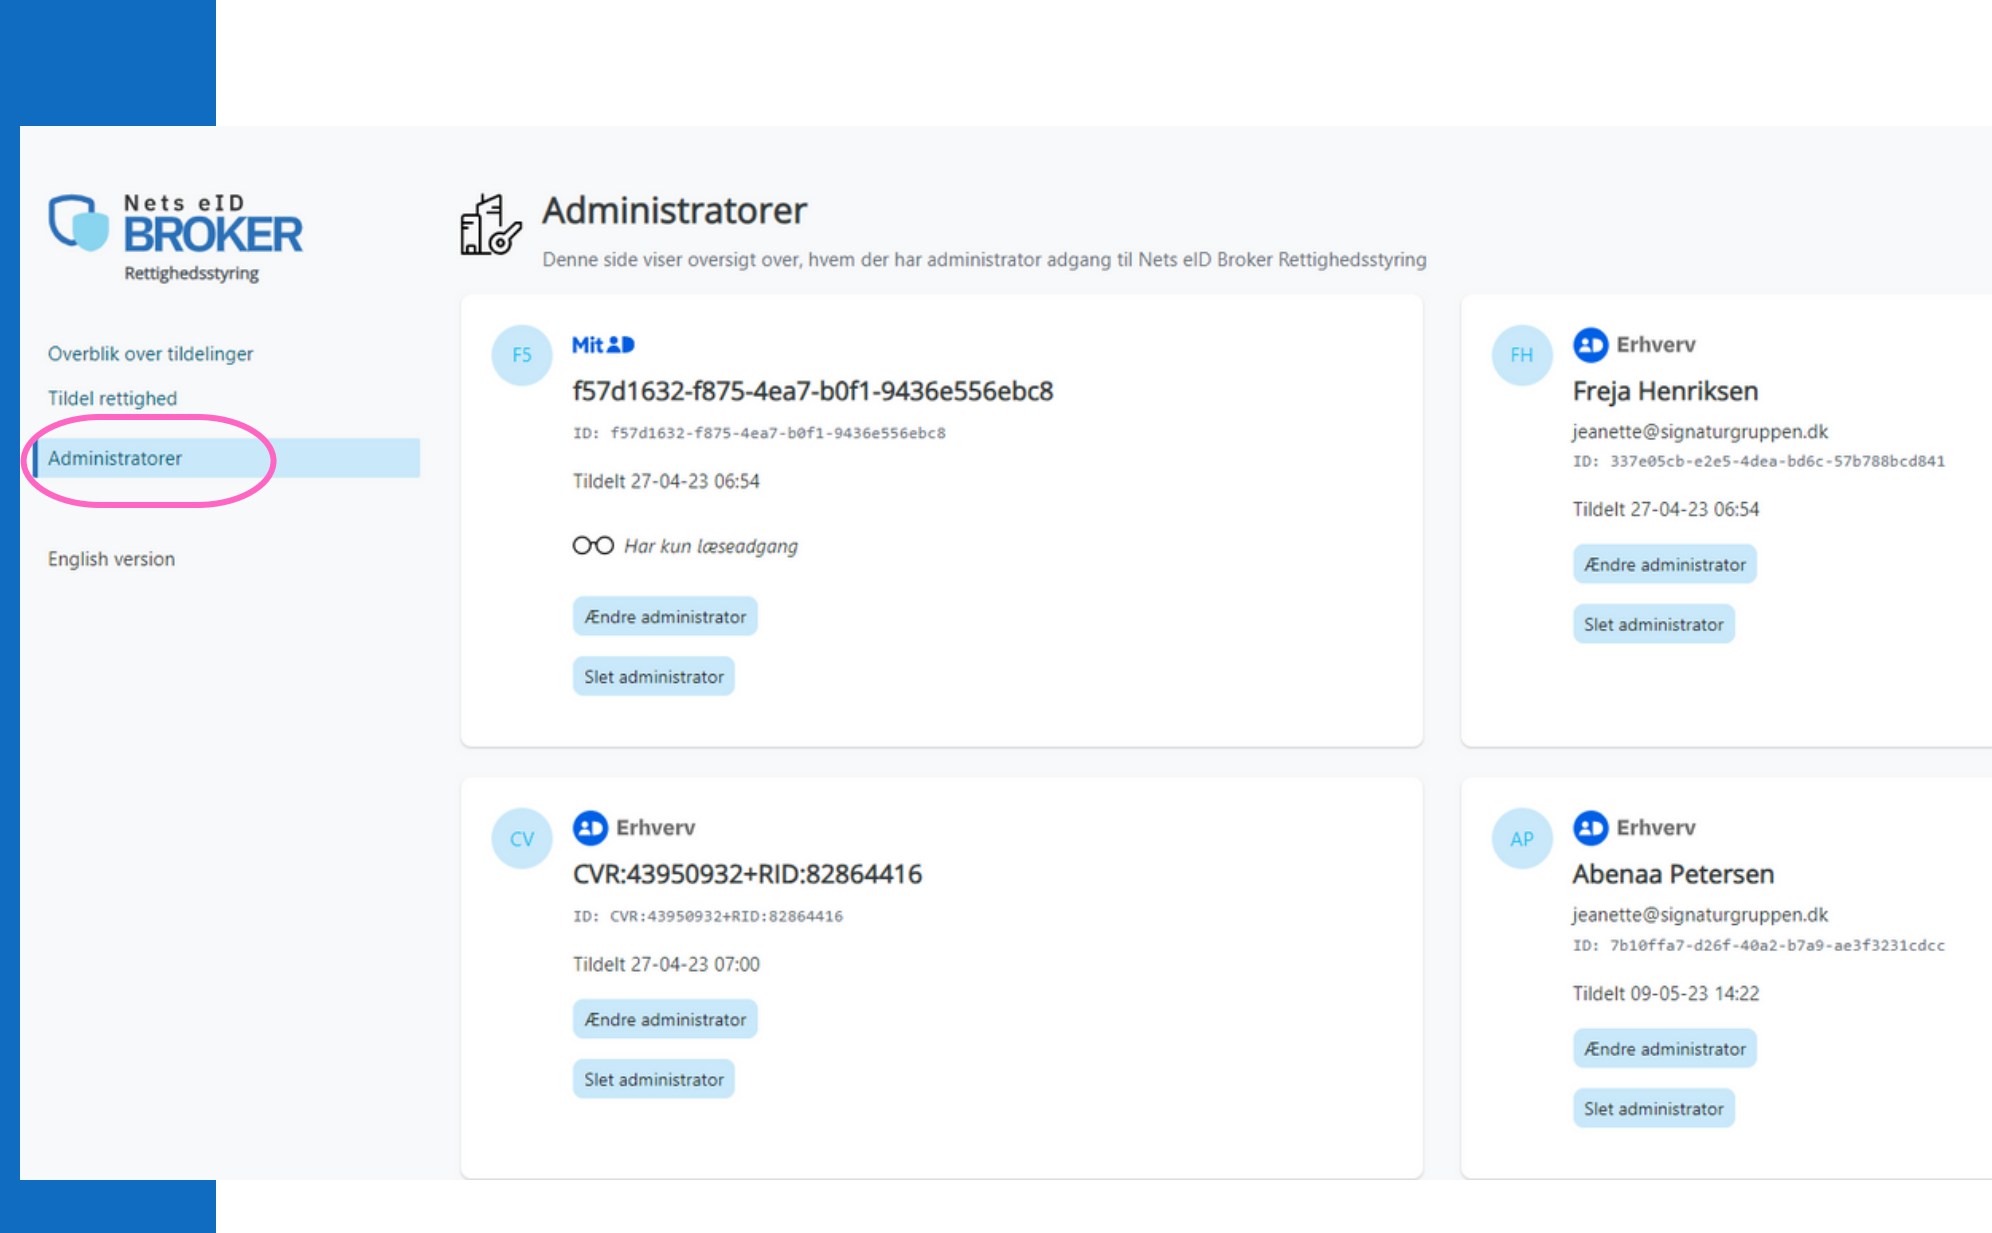 Nets eID
BROKER
Rettighedsstyring
Overblik over tildelinger
Tildel rettighed
Administratorer
English version
Administratorer
Denne side viser oversigt over, hvem der har administrator adgang til Nets eID Broker Rettighedsstyring
F5
MitID
f57d1632-f875-4ea7-b0f1-9436e556ebc8
ID: f57d1632-f875-4ea7-b0f1-9436e556ebc8
Tildelt 27-04-23 06:54
Har kun læseadgang
Ændre administrator
Slet administrator
FH
ID Erhverv
Freja Henriksen
jeanette@signaturgruppen.dk
ID: 337e05cb-e2e5-4dea-bd6c-57b788bcd841
Tildelt 27-04-23 06:54
Ændre administrator
Slet administrator
CV
ID Erhverv
CVR:43950932+RID:82864416
ID: CVR:43950932+RID:82864416
Tildelt 27-04-23 07:00
Ændre administrator
Slet administrator
AP
ID Erhverv
Abenaa Petersen
jeanette@signaturgruppen.dk
ID: 7b10ffa7-d26f-40a2-b7a9-ae3f3231cdcc
Tildelt 09-05-23 14:22
Ændre administrator
Slet administrator